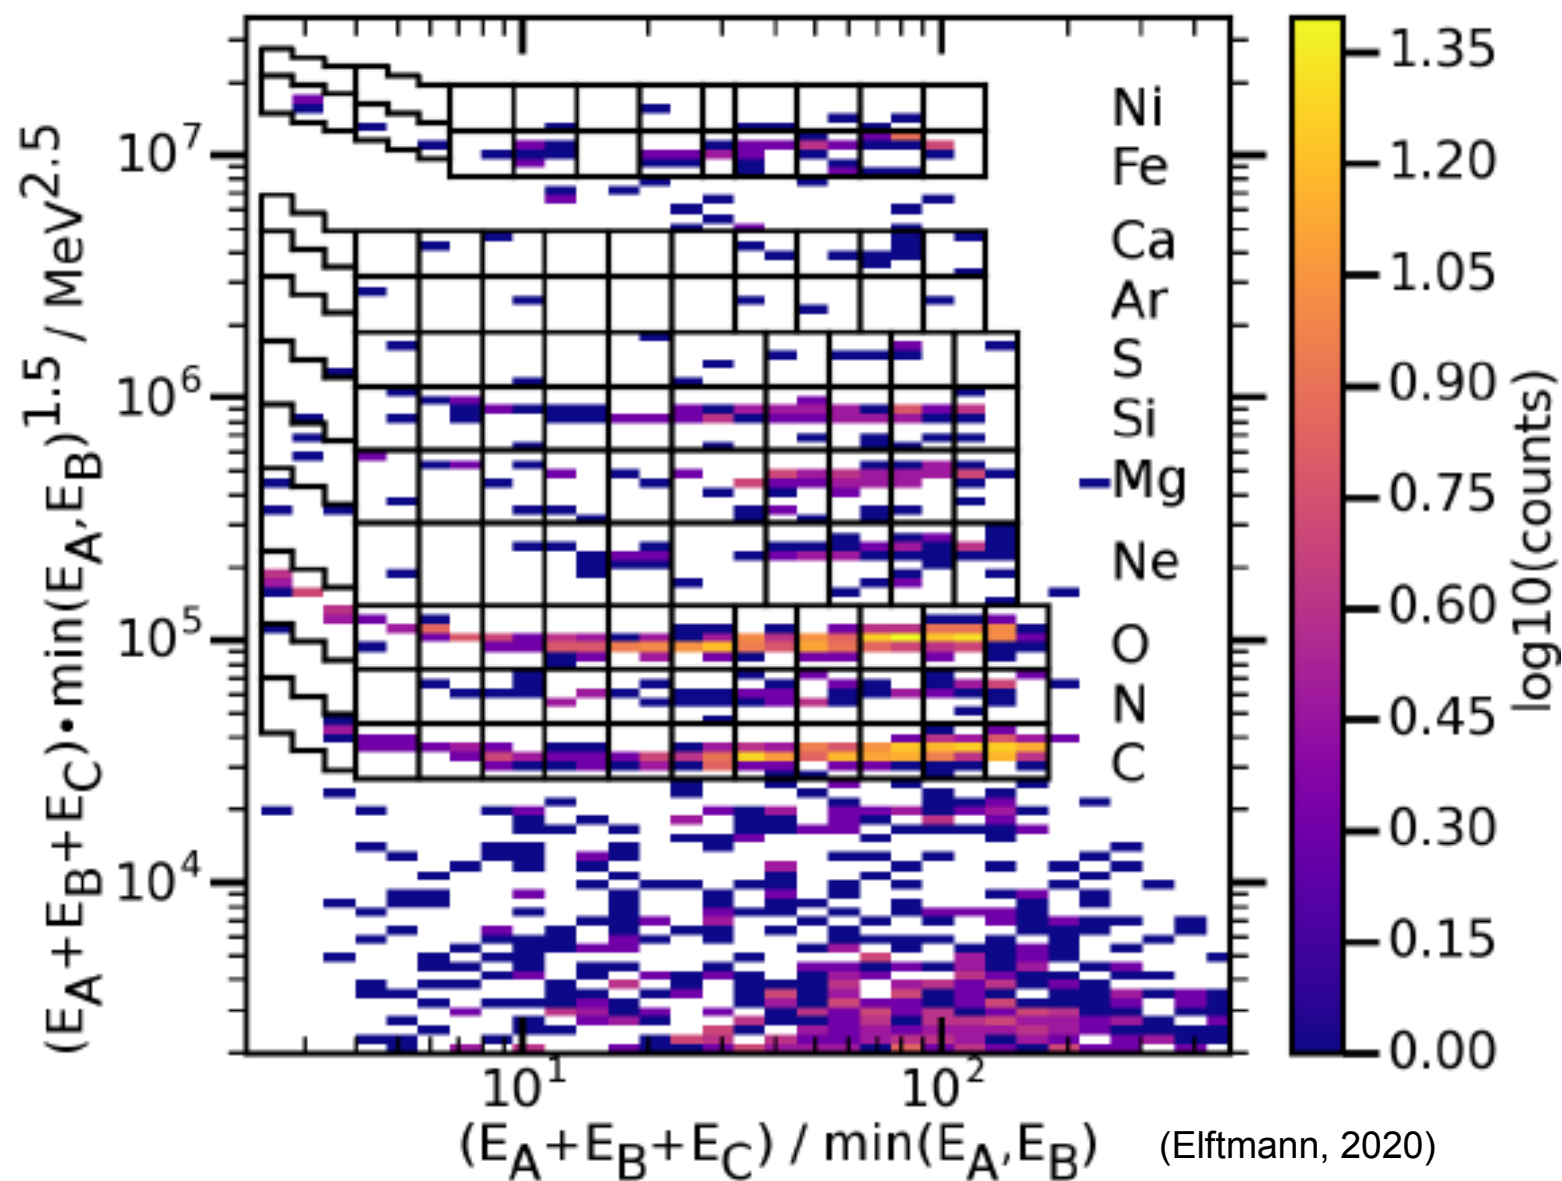 (E_A+E_B+E_C)•min(E_A,E_B)^1.5 / MeV^2.5
10^7
10^6
10^5
10^4
Ni
Fe
Ca
Ar
S
Si
Mg
Ne
O
N
C
10^1
10^2
(E_A+E_B+E_C) / min(E_A,E_B)
(Elftmann, 2020)
1.35
1.20
1.05
0.90
0.75
0.60
0.45
0.30
0.15
0.00
log10(counts)